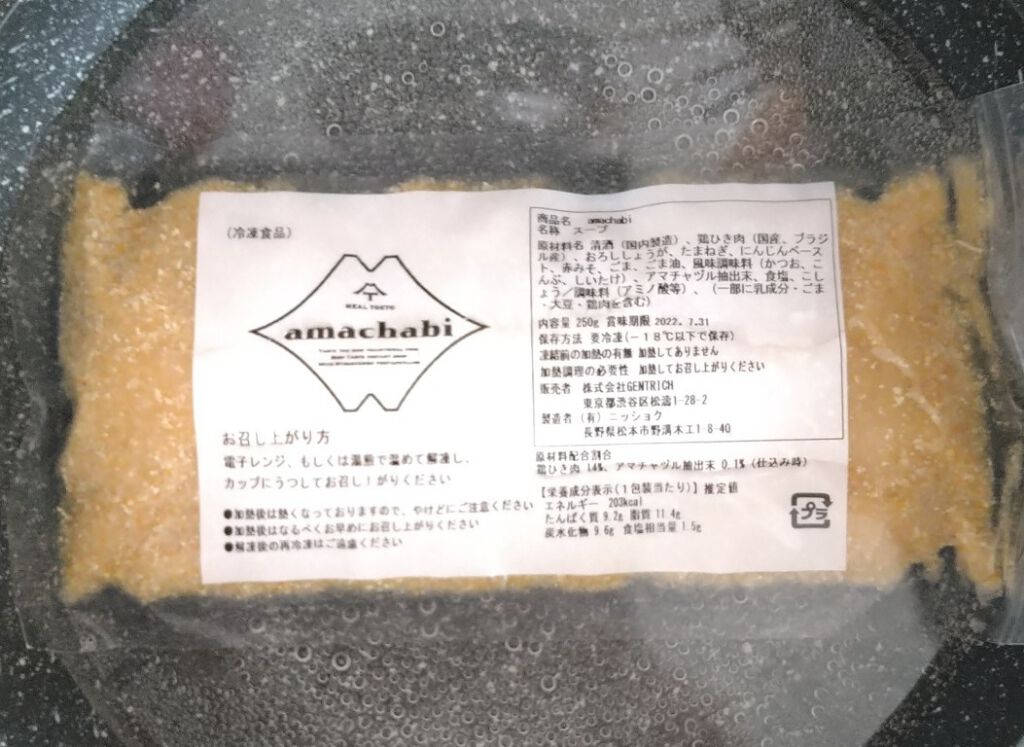 (冷凍食品)
MEAL TOKYO
amachabi
お召し上がり方
電子レンジ、もしくは湯煎で温めて解凍し、
カップにうつしてお召し上がりください
●加熱後は熱くなっておりますので、やけどにご注意ください
●加熱後はなるべくお早めにお召し上がりください
●解凍後の再冷凍はご遠慮ください
商品名 amachabi
名称 スープ
原材料名 清酒(国内製造)、鶏ひき肉(国産、ブラジ
ル産)、おろししょうが、たまねぎ、にんじんペース
ト、赤みそ、ごま、ごま油、風味調味料(かつお、こ
んぶ、しいたけ)、アマチャヅル抽出末、食塩、こし
ょう/調味料(アミノ酸等)、(一部に乳成分・ごま
・大豆・鶏肉を含む)
内容量 250g 賞味期限 2022.7.31
保存方法 要冷凍(-18℃以下で保存)
凍結前の加熱の有無 加熱してありません
加熱調理の必要性 加熱してお召し上がりください
販売者 株式会社GENTRICH
東京都渋谷区松濤1-28-2
製造者 (有)ニッショク
長野県松本市野溝木工1-8-40
原材料配合割合
鶏ひき肉 14%、アマチャヅル抽出末 0.1%(仕込み時)
【栄養成分表示(1包装当たり)】推定値
エネルギー 203kcal
たんぱく質 9.2g 脂質 11.4g
炭水化物 9.6g 食塩相当量 1.5g
プラ